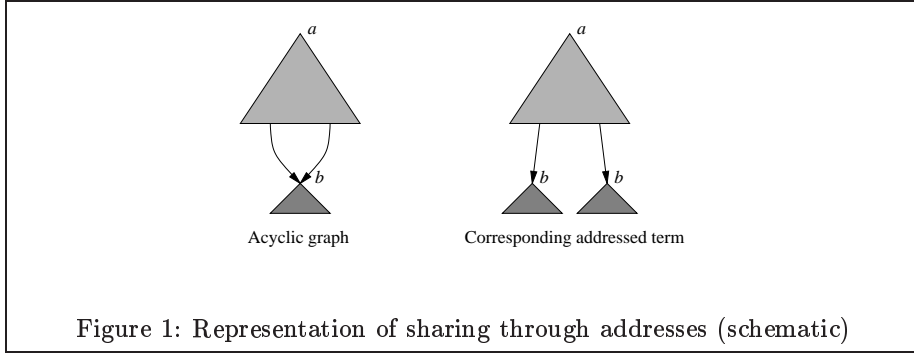 a
a
b
b
b
Acyclic graph
Corresponding addressed term
Figure 1: Representation of sharing through addresses (schematic)